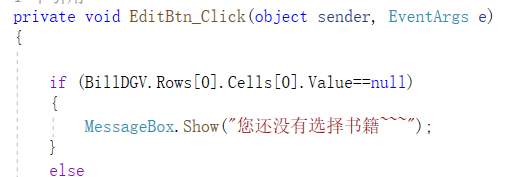 private void EditBtn_Click(object sender, EventArgs e)
{
if (BillDGV.Rows[0].Cells[0].Value==null)
{
MessageBox.Show("您还没有选择书籍~~~");
}
else